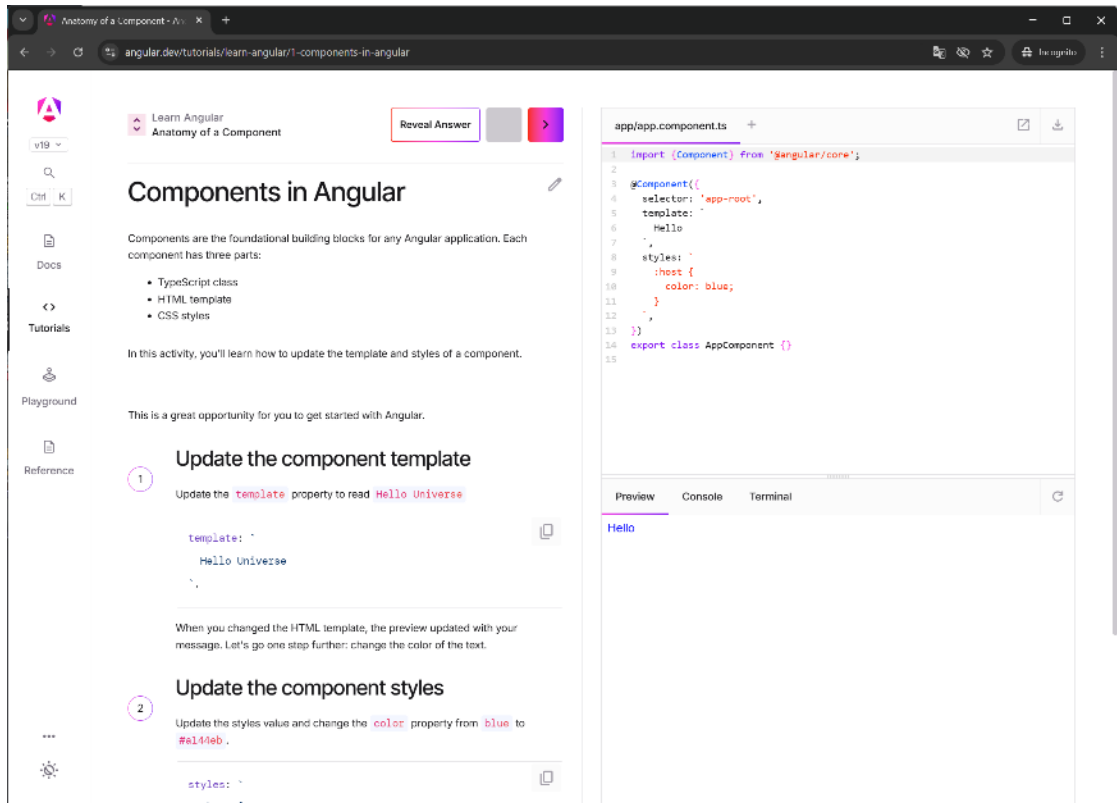 Anatomy of a Component - An
angular.dev/tutorials/learn-angular/1-components-in-angular
Incognito
v19
Ctrl K
Docs
Tutorials
Playground
Reference
Learn Angular
Anatomy of a Component
Reveal Answer
Components in Angular
Components are the foundational building blocks for any Angular application. Each
component has three parts:
• TypeScript class
• HTML template
• CSS styles
In this activity, you'll learn how to update the template and styles of a component.
This is a great opportunity for you to get started with Angular.
1
Update the component template
Update the template property to read Hello Universe
template: `
Hello Universe
`,
When you changed the HTML template, the preview updated with your
message. Let's go one step further: change the color of the text.
2
Update the component styles
Update the styles value and change the color property from blue to
#a144eb .
styles: `
app/app.component.ts
1 import {Component} from '@angular/core';
2
3 @Component({
4 selector: 'app-root',
5 template: `
6 Hello
7 `,
8 styles: `
9 :host {
10 color: blue;
11 }
12 `,
13 })
14 export class AppComponent {}
15
Preview Console Terminal
Hello